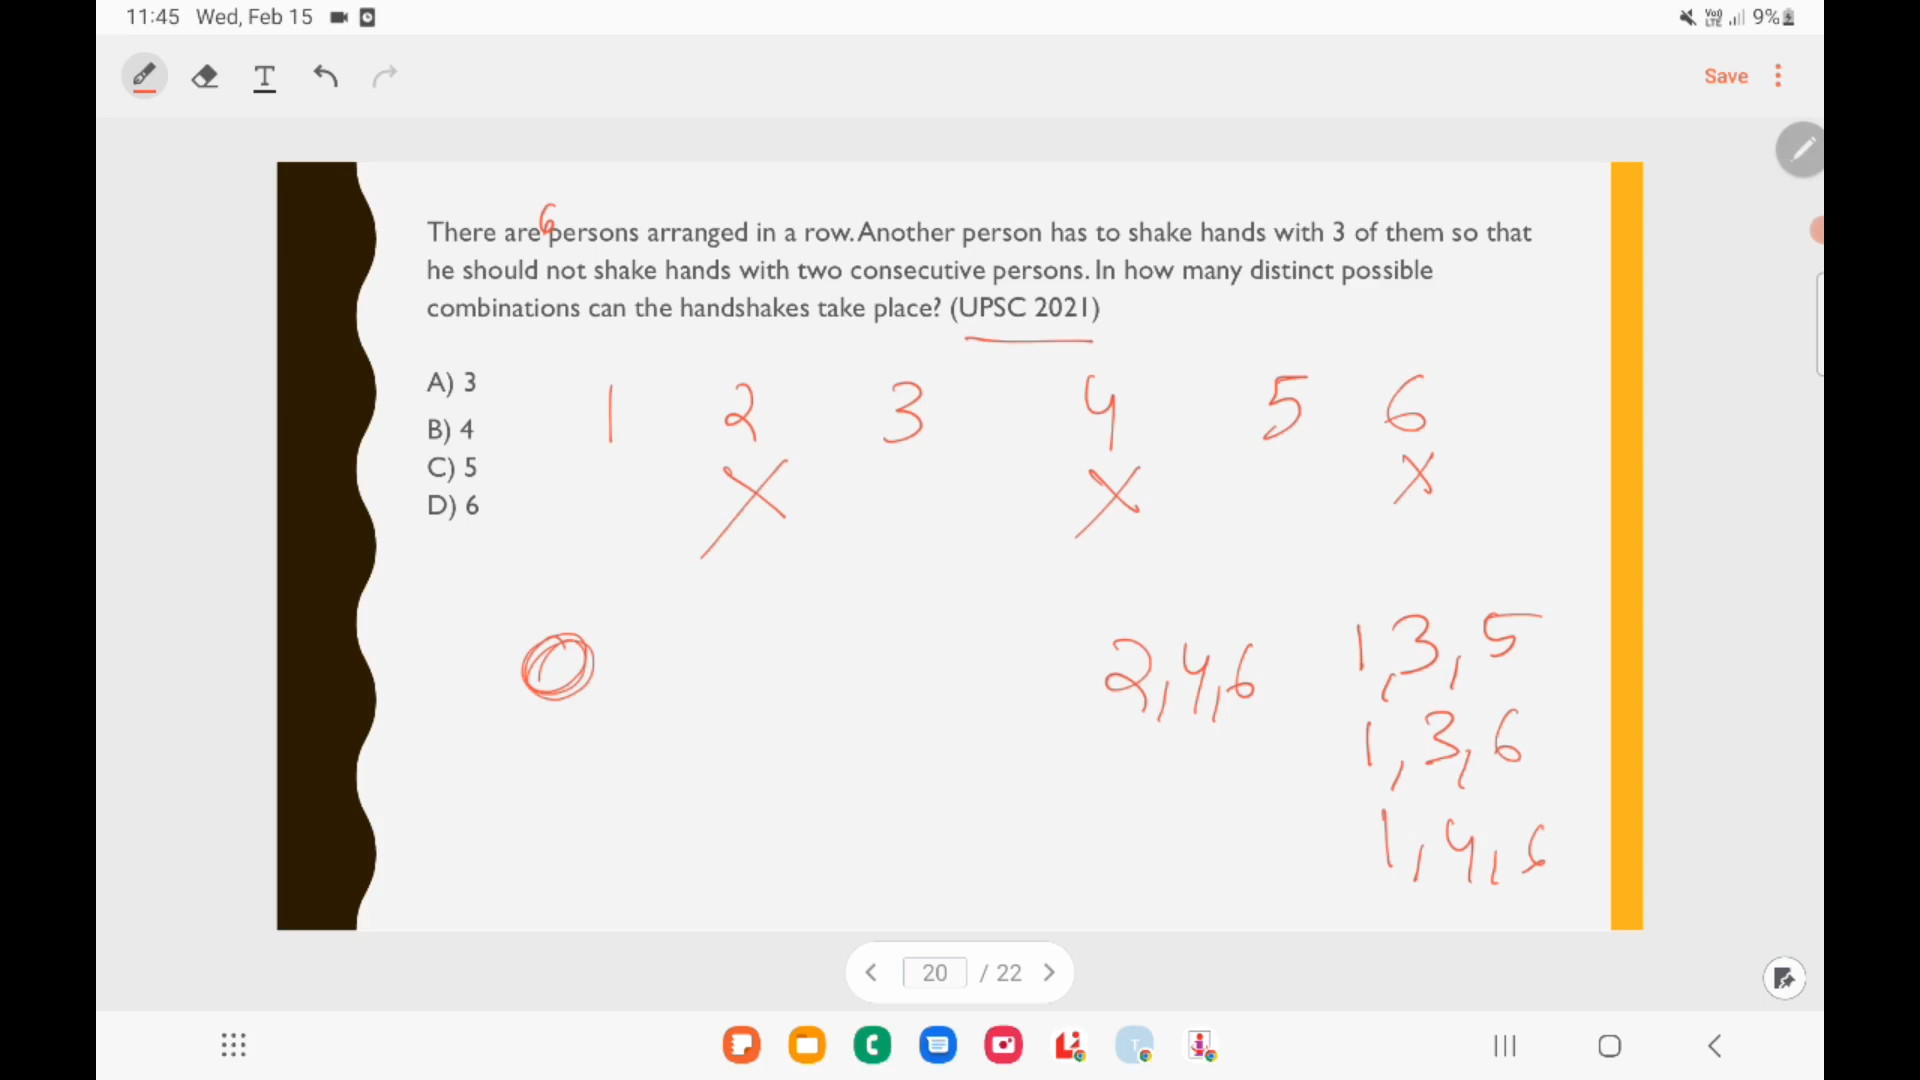 11:45 Wed, Feb 15
Vo)) LTE 9%
T
Save
6
There are persons arranged in a row. Another person has to shake hands with 3 of them so that
he should not shake hands with two consecutive persons. In how many distinct possible
combinations can the handshakes take place? (UPSC 2021)
A) 3
B) 4
C) 5
D) 6
1 2 3 4 5 6
X X X
2,4,6 1,3,5
1,3,6
1,4,6
20 / 22
T